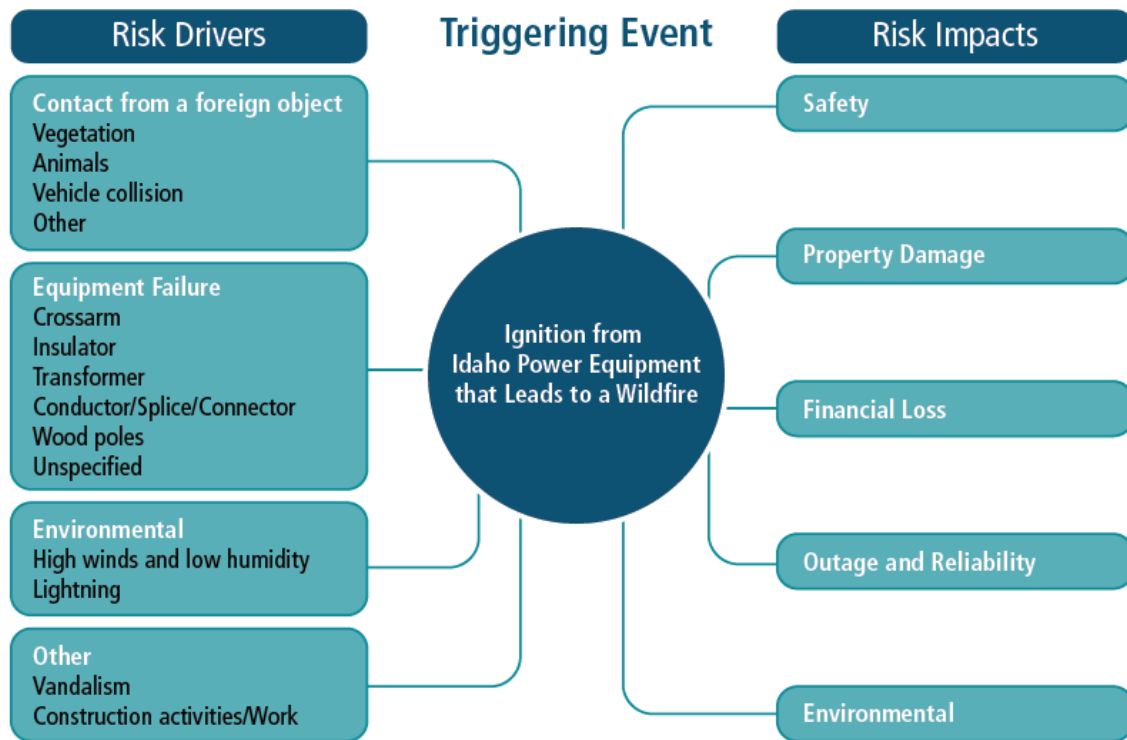 Risk Drivers
Triggering Event
Risk Impacts
Contact from a foreign object
Vegetation
Animals
Vehicle collision
Other
Equipment Failure
Crossarm
Insulator
Transformer
Conductor/Splice/Connector
Wood poles
Unspecified
Environmental
High winds and low humidity
Lightning
Other
Vandalism
Construction activities/Work
Ignition from
Idaho Power Equipment
that Leads to a Wildfire
Safety
Property Damage
Financial Loss
Outage and Reliability
Environmental